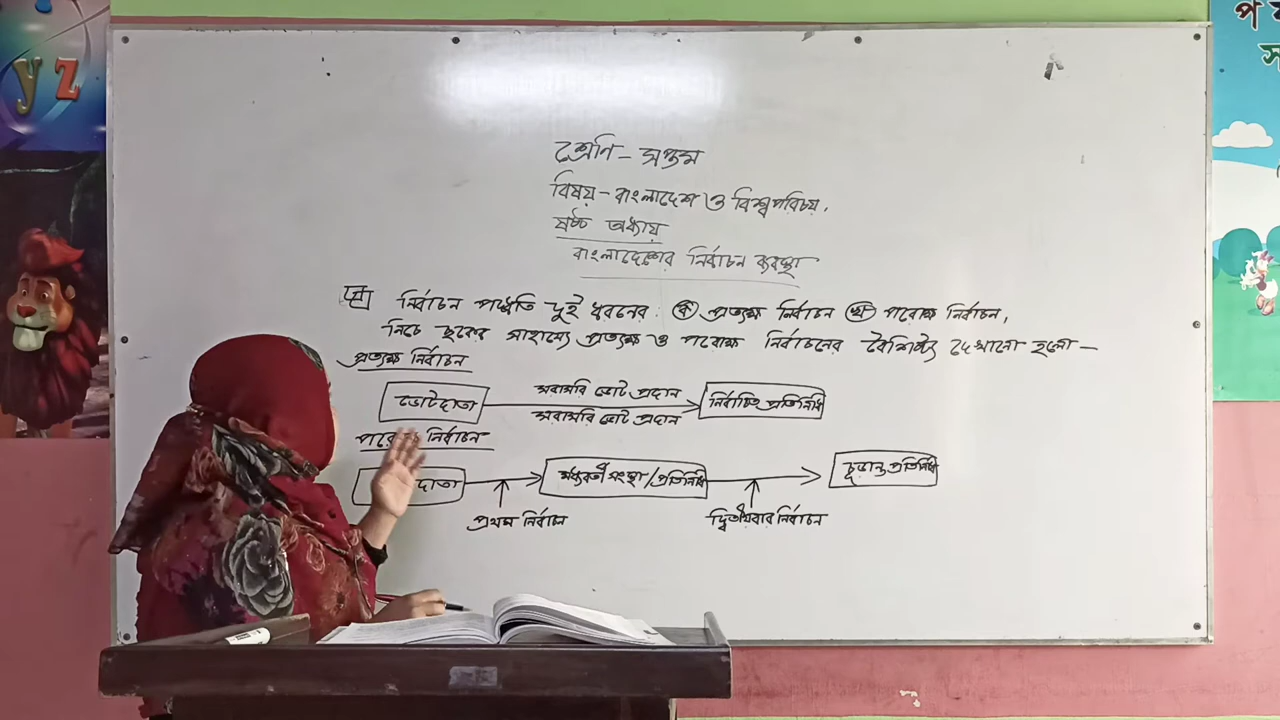 y z
প
স
শ্রেণি - সপ্তম
বিষয় - বাংলাদেশ ও বিশ্বপরিচয়,
ষষ্ঠ অধ্যায়
বাংলাদেশের নির্বাচন ব্যবস্থা
নির্বাচন পদ্ধতি দুই ধরনের : ক প্রত্যক্ষ নির্বাচন খ পরোক্ষ নির্বাচন,
নিচে ছকের সাহায্যে প্রত্যক্ষ ও পরোক্ষ নির্বাচনের বৈশিষ্ট্য দেখানো হলো -
প্রত্যক্ষ নির্বাচন
ভোটদাতা সরাসরি ভোট প্রদান নির্বাচিত প্রতিনিধি
সরাসরি ভোট প্রদান
নির্বাচন
দাতা মধ্যবর্তী সংস্থা/প্রতিনিধি চূড়ান্ত প্রতিনিধি
প্রথম নির্বাচন দ্বিতীয়বার নির্বাচন